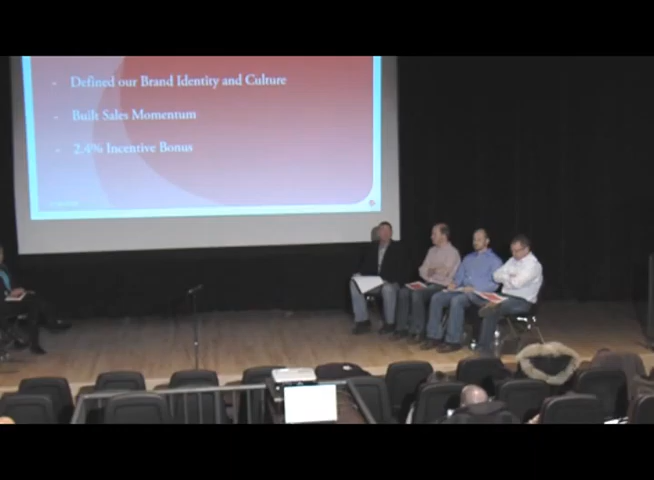 - Defined our Brand Identity and Culture
- Built Sales Momentum
- 2.4% Incentive Bonus